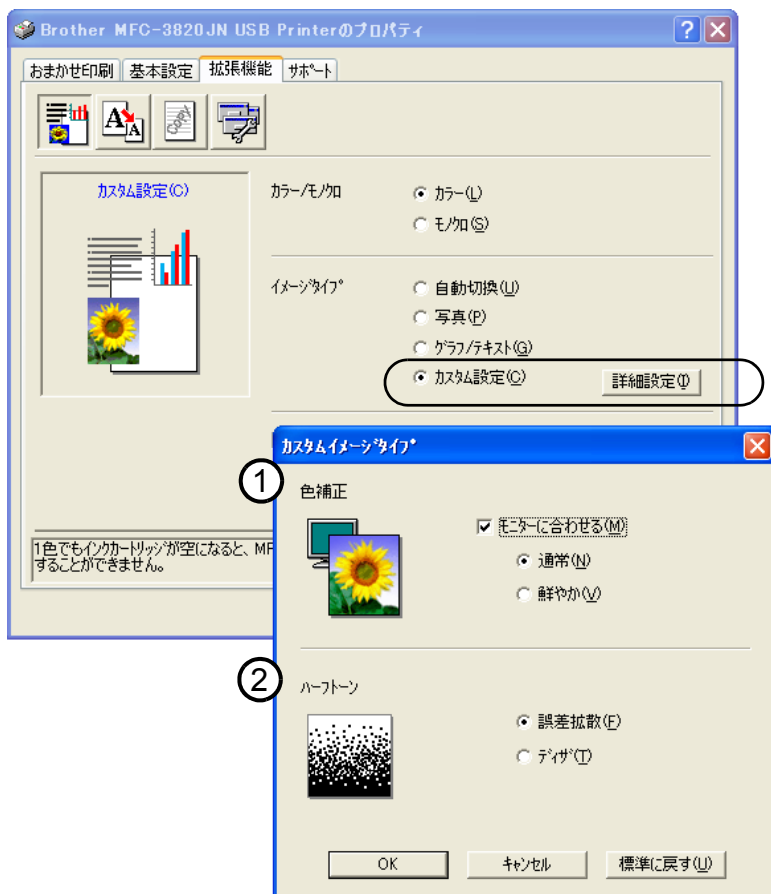 Brother MFC-3820JN USB Printerのプロパティ
おまかせ印刷 基本設定 拡張機能 サポート
カスタム設定(C)
カラー/モノクロ
カラー(L)
モノクロ(S)
イメージタイプ
自動切換(U)
写真(P)
グラフ/テキスト(G)
カスタム設定(C) 詳細設定(I)
1色でもインクカートリッジが空になると、MF
することができません。
カスタムイメージタイプ
1
色補正
モニターに合わせる(M)
通常(N)
鮮やか(V)
2
ハーフトーン
誤差拡散(F)
ディザ(T)
OK キャンセル 標準に戻す(U)